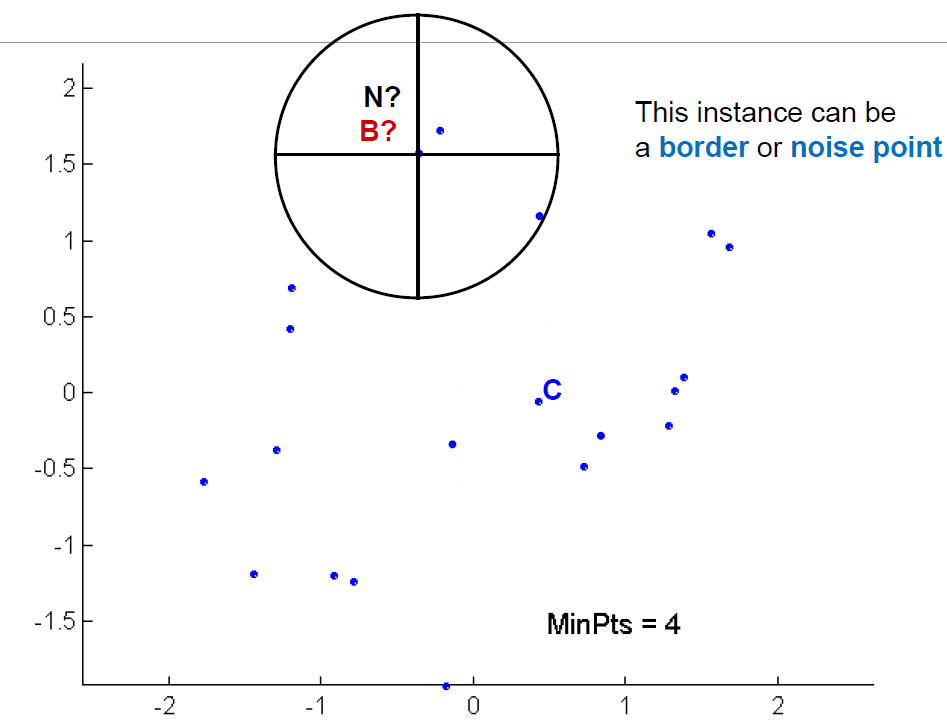 2
N?
This instance can be
B?
a border or noise point
1.5
1
0.5
C
0
-0.5
-1
-1.5
MinPts = 4
-2
-1
0
1
2